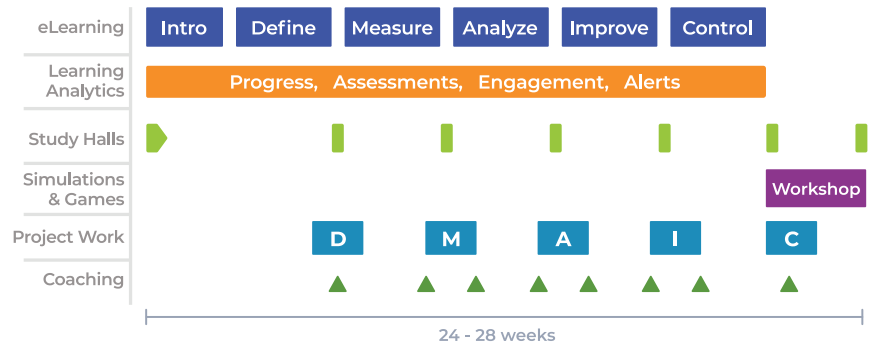 eLearning
Intro
Define
Measure
Analyze
Improve
Control
Learning
Analytics
Progress, Assessments, Engagement, Alerts
Study Halls
Simulations
& Games
Workshop
Project Work
D
M
A
I
C
Coaching
24 - 28 weeks